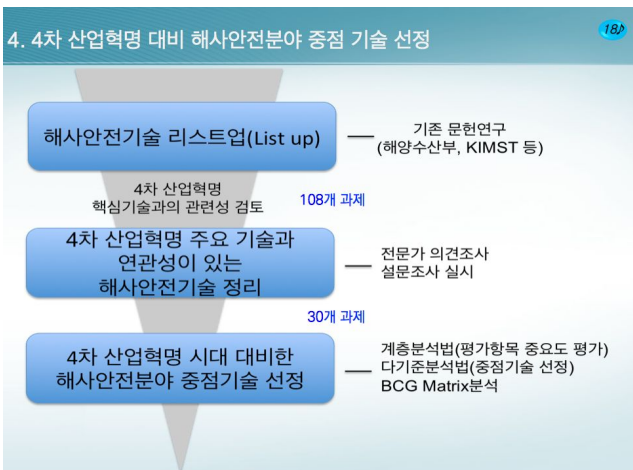 4. 4차 산업혁명 대비 해사안전분야 중점 기술 선정
18
해사안전기술 리스트업(List up)
기존 문헌연구
(해양수산부, KIMST 등)
4차 산업혁명
핵심기술과의 관련성 검토
108개 과제
4차 산업혁명 주요 기술과
연관성이 있는
해사안전기술 정리
전문가 의견조사
설문조사 실시
30개 과제
4차 산업혁명 시대 대비한
해사안전분야 중점기술 선정
계층분석법(평가항목 중요도 평가)
다기준분석법(중점기술 선정)
BCG Matrix분석